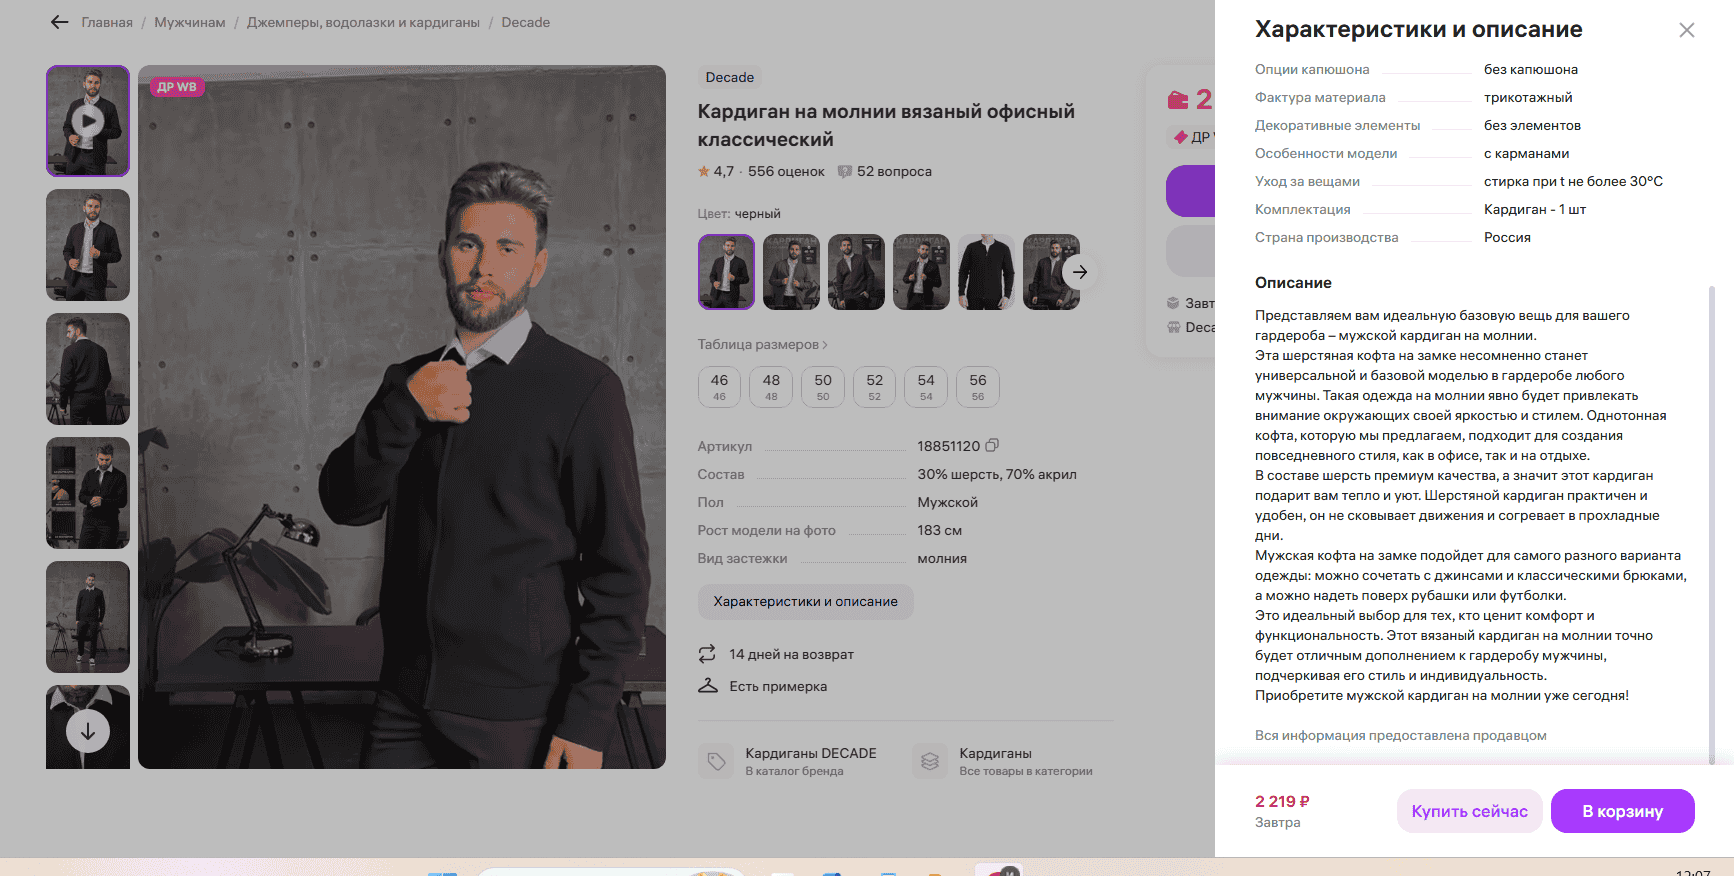 Главная / Мужчинам / Джемперы, водолазки и кардиганы / Decade
ДР WB
Decade
Кардиган на молнии вязаный офисный
классический
4,7 · 556 оценок 52 вопроса
Цвет: черный
Таблица размеров
46 48 50 52 54 56
46 48 50 52 54 56
Артикул 18851120
Состав 30% шерсть, 70% акрил
Пол Мужской
Рост модели на фото 183 см
Вид застежки молния
Характеристики и описание
14 дней на возврат
Есть примерка
Кардиганы DECADE
В каталог бренда
Кардиганы
Все товары в категории
2
ДР
Завт
Deca
Характеристики и описание
Опции капюшона без капюшона
Фактура материала трикотажный
Декоративные элементы без элементов
Особенности модели с карманами
Уход за вещами стирка при t не более 30°C
Комплектация Кардиган - 1 шт
Страна производства Россия
Описание
Представляем вам идеальную базовую вещь для вашего
гардероба – мужской кардиган на молнии.
Эта шерстяная кофта на замке несомненно станет
универсальной и базовой моделью в гардеробе любого
мужчины. Такая одежда на молнии явно будет привлекать
внимание окружающих своей яркостью и стилем. Однотонная
кофта, которую мы предлагаем, подходит для создания
повседневного стиля, как в офисе, так и на отдыхе.
В составе шерсть премиум качества, а значит этот кардиган
подарит вам тепло и уют. Шерстяной кардиган практичен и
удобен, он не сковывает движения и согревает в прохладные
дни.
Мужская кофта на замке подойдет для самого разного варианта
одежды: можно сочетать с джинсами и классическими брюками,
а можно надеть поверх рубашки или футболки.
Это идеальный выбор для тех, кто ценит комфорт и
функциональность. Этот вязаный кардиган на молнии точно
будет отличным дополнением к гардеробу мужчины,
подчеркивая его стиль и индивидуальность.
Приобретите мужской кардиган на молнии уже сегодня!
Вся информация предоставлена продавцом
2 219 ₽
Завтра
Купить сейчас
В корзину